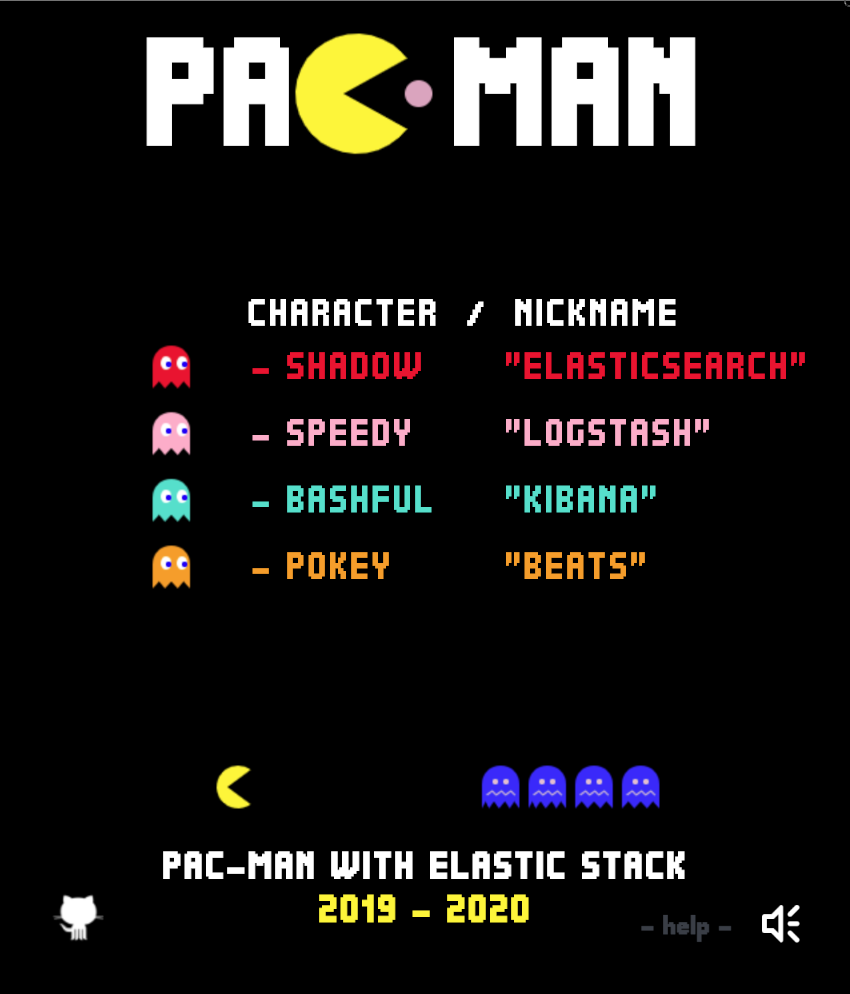 PAC-MAN
CHARACTER / NICKNAME
- SHADOW "ELASTICSEARCH"
- SPEEDY "LOGSTASH"
- BASHFUL "KIBANA"
- POKEY "BEATS"
PAC-MAN WITH ELASTIC STACK
2019 - 2020
- help -